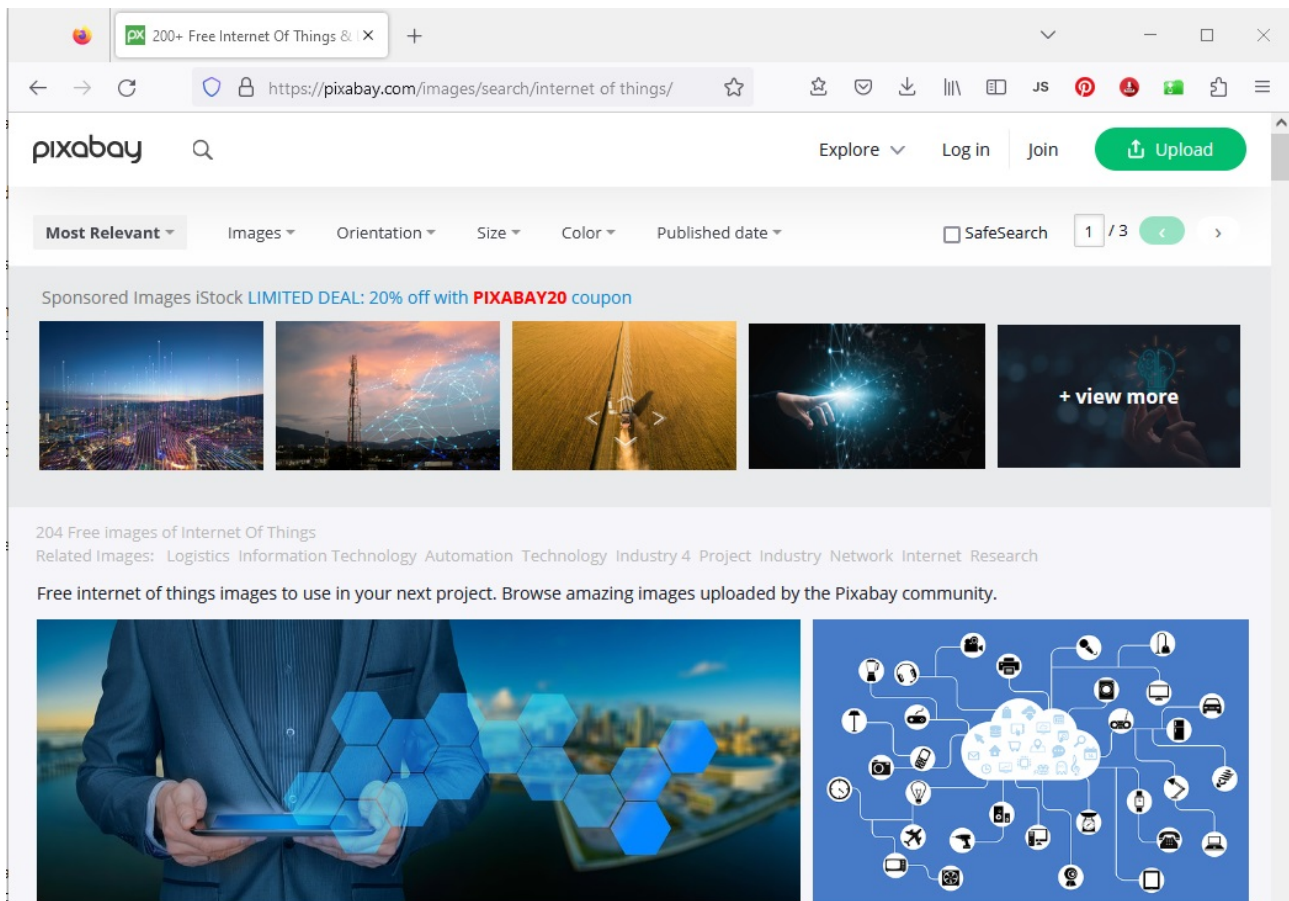 200+ Free Internet Of Things &
https://pixabay.com/images/search/internet of things/
JS
pixabay
Explore
Log in
Join
Upload
Most Relevant
Images
Orientation
Size
Color
Published date
SafeSearch
1 / 3
Sponsored Images iStock LIMITED DEAL: 20% off with PIXABAY20 coupon
+ view more
204 Free images of Internet Of Things
Related Images: Logistics Information Technology Automation Technology Industry 4 Project Industry Network Internet Research
Free internet of things images to use in your next project. Browse amazing images uploaded by the Pixabay community.